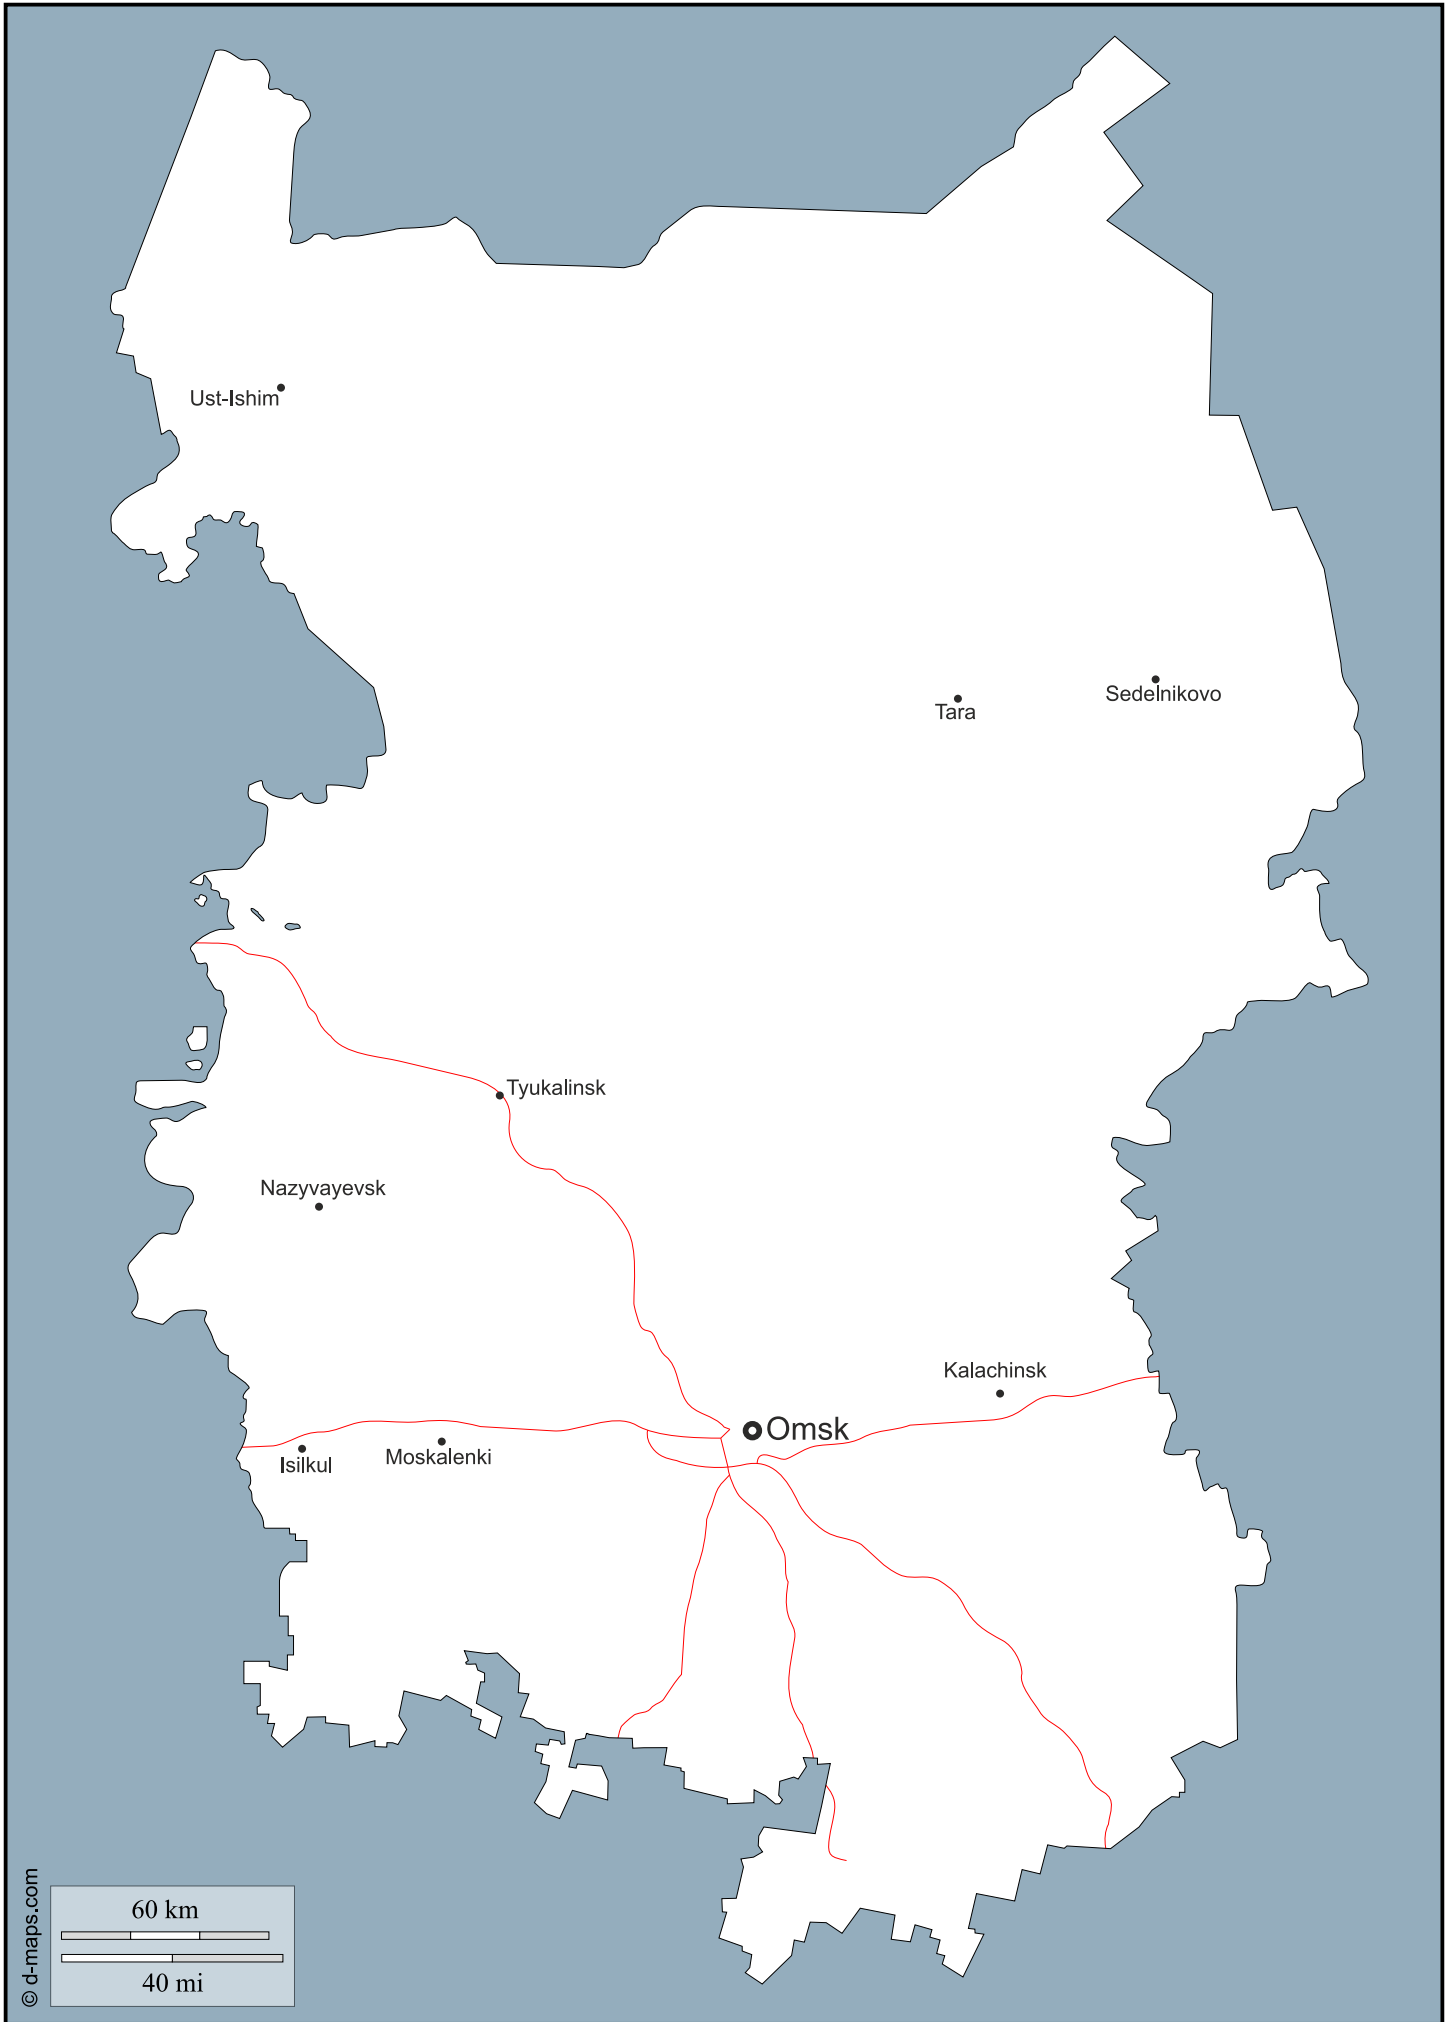 Ust-Ishim
Sedelnikovo
Tara
Tyukalinsk
Nazyvayevsk
Kalachinsk
Omsk
Moskalenki
Isilkul
60 km
40 mi
© d-maps.com